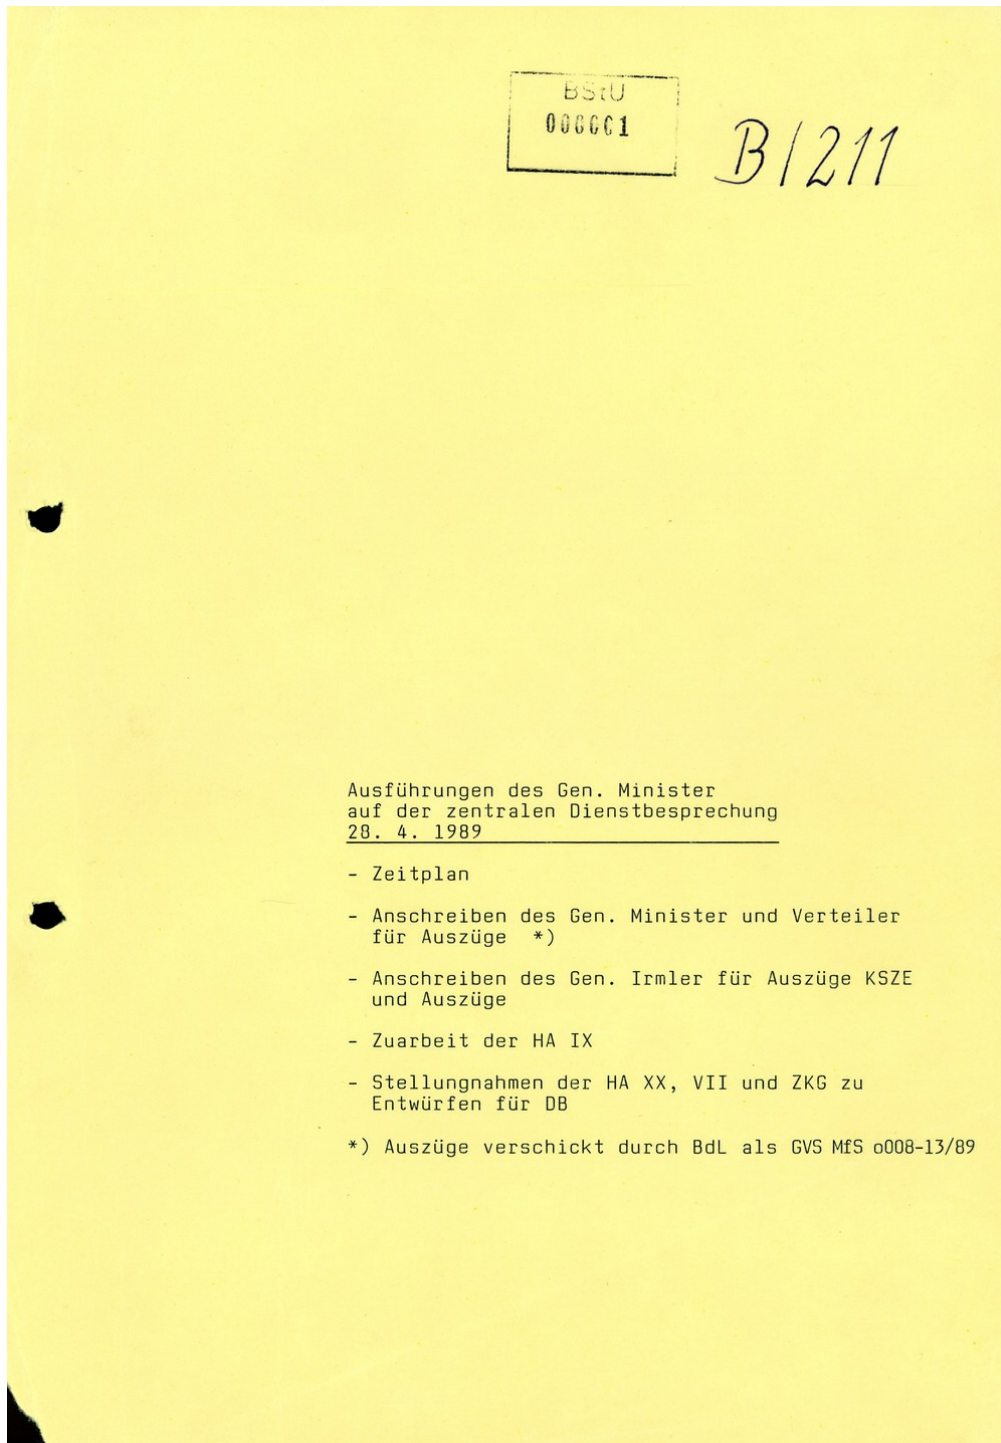 BStU
000001
B/211
Ausführungen des Gen. Minister
auf der zentralen Dienstbesprechung
28. 4. 1989
- Zeitplan
- Anschreiben des Gen. Minister und Verteiler
für Auszüge *)
- Anschreiben des Gen. Irmler für Auszüge KSZE
und Auszüge
- Zuarbeit der HA IX
- Stellungnahmen der HA XX, VII und ZKG zu
Entwürfen für DB
*) Auszüge verschickt durch BdL als GVS MfS o008-13/89